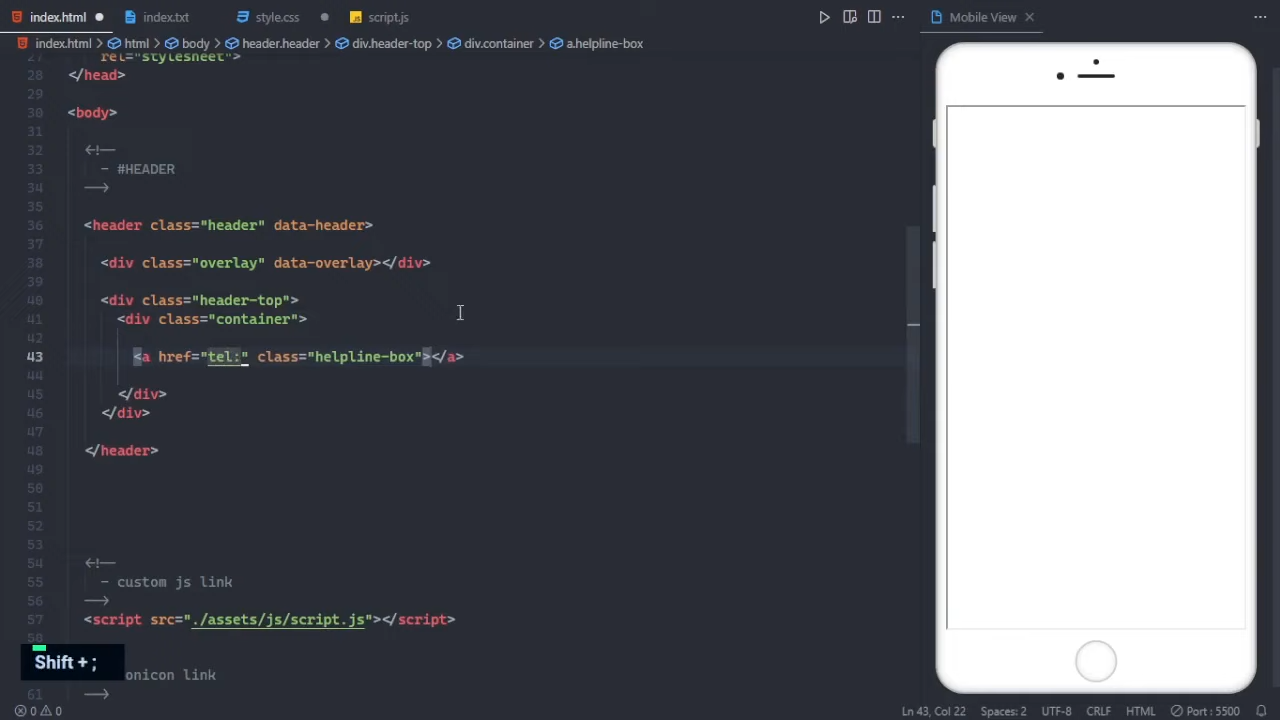 index.html index.txt style.css script.js Mobile View
index.html > html > body > header.header > div.header-top > div.container > a.helpline-box
27 rel="stylesheet">
28 </head>
29
30 <body>
31
32 <!--
33 - #HEADER
34 -->
35
36 <header class="header" data-header>
37
38 <div class="overlay" data-overlay></div>
39
40 <div class="header-top">
41 <div class="container">
42
43 <a href="tel:" class="helpline-box"></a>
44
45 </div>
46 </div>
47
48 </header>
49
50
51
52
53
54 <!--
55 - custom js link
56 -->
57 <script src="./assets/js/script.js"></script>
Shift + ;
onicon link
61 -->
0 0 Ln 43, Col 22 Spaces: 2 UTF-8 CRLF HTML Port : 5500